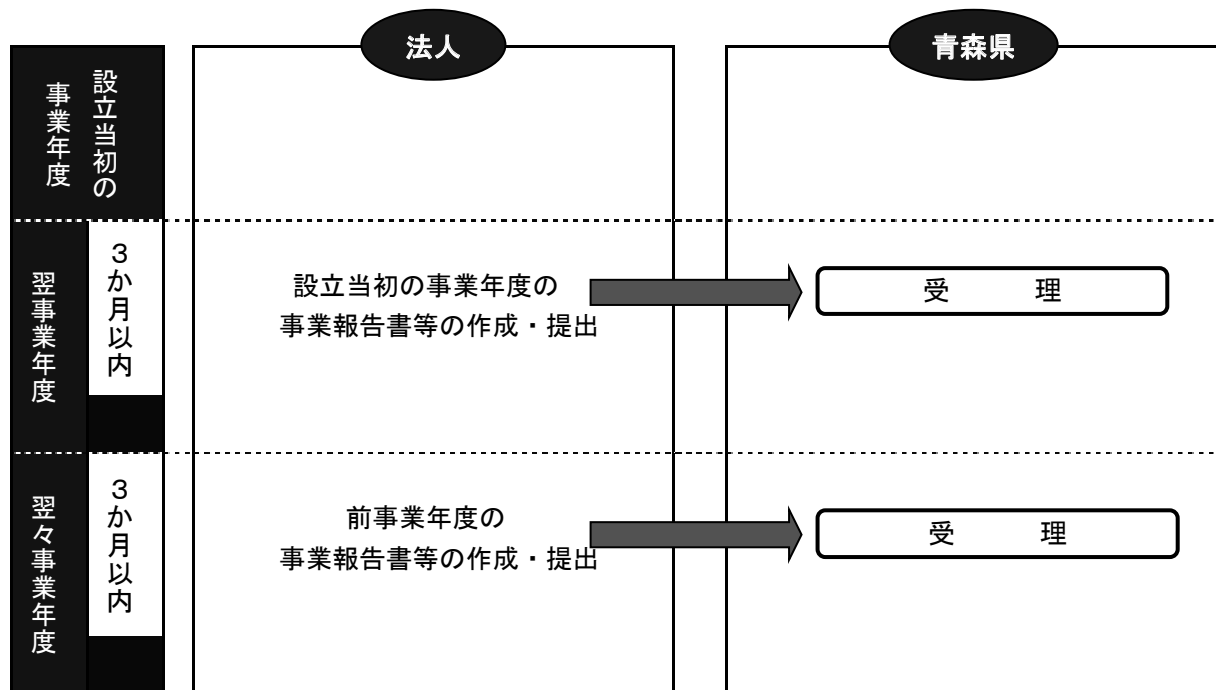 法人
青森県
設立当初の
事業年度
翌事業年度
３か月以内
設立当初の事業年度の
事業報告書等の作成・提出
受　理
翌々事業年度
３か月以内
前事業年度の
事業報告書等の作成・提出
受　理